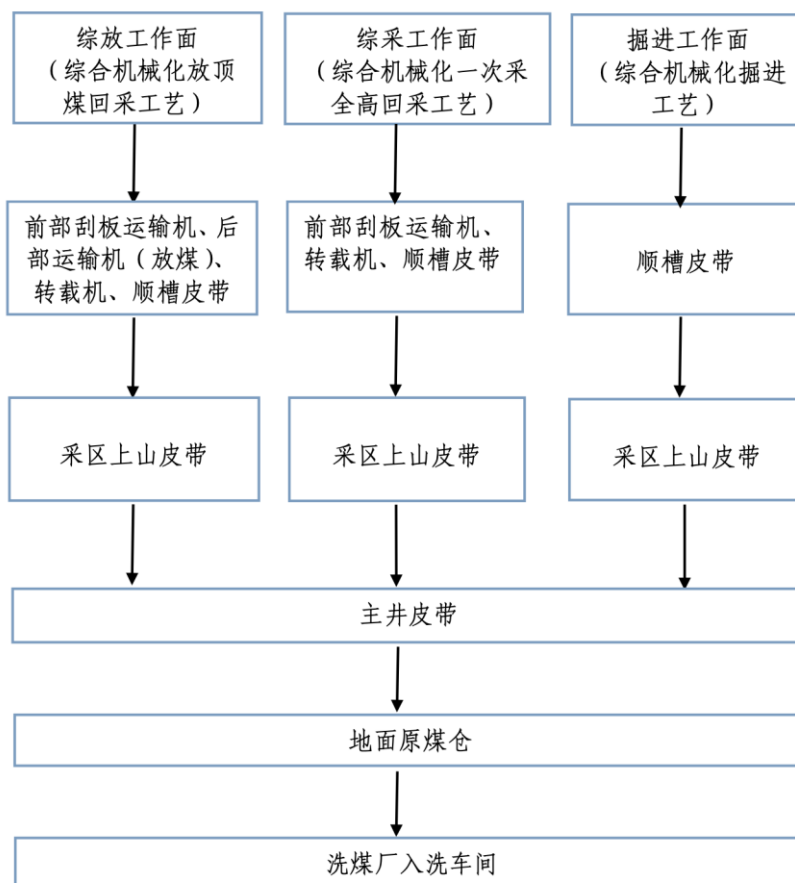 综放工作面
（综合机械化放顶
煤回采工艺）
综采工作面
（综合机械化一次采
全高回采工艺）
掘进工作面
（综合机械化掘进
工艺）
前部刮板运输机、后
部运输机（放煤）、
转载机、顺槽皮带
前部刮板运输机、
转载机、顺槽皮带
顺槽皮带
采区上山皮带
采区上山皮带
采区上山皮带
主井皮带
地面原煤仓
洗煤厂入洗车间